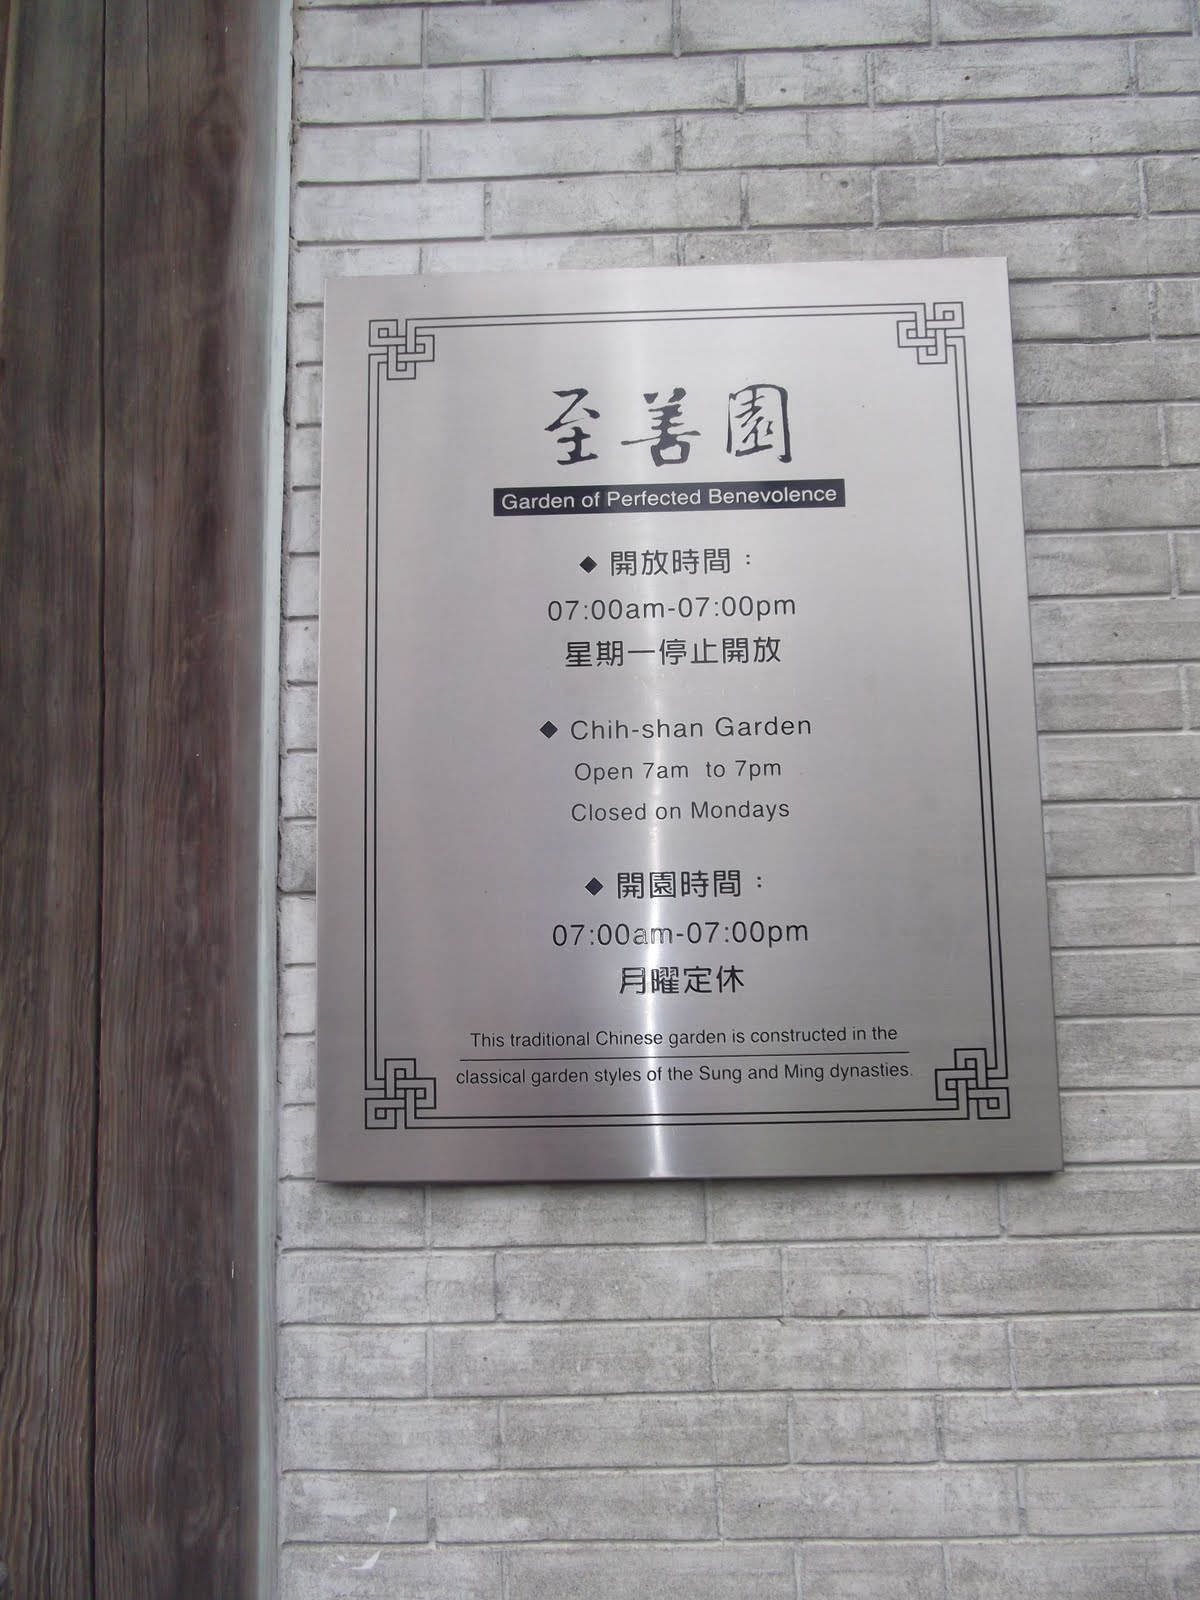 至善園
Garden of Perfected Benevolence
◆ 開放時間：
07:00am-07:00pm
星期一停止開放
◆ Chih-shan Garden
Open 7am to 7pm
Closed on Mondays
◆ 開園時間：
07:00am-07:00pm
月曜定休
This traditional Chinese garden is constructed in the
classical garden styles of the Sung and Ming dynasties.